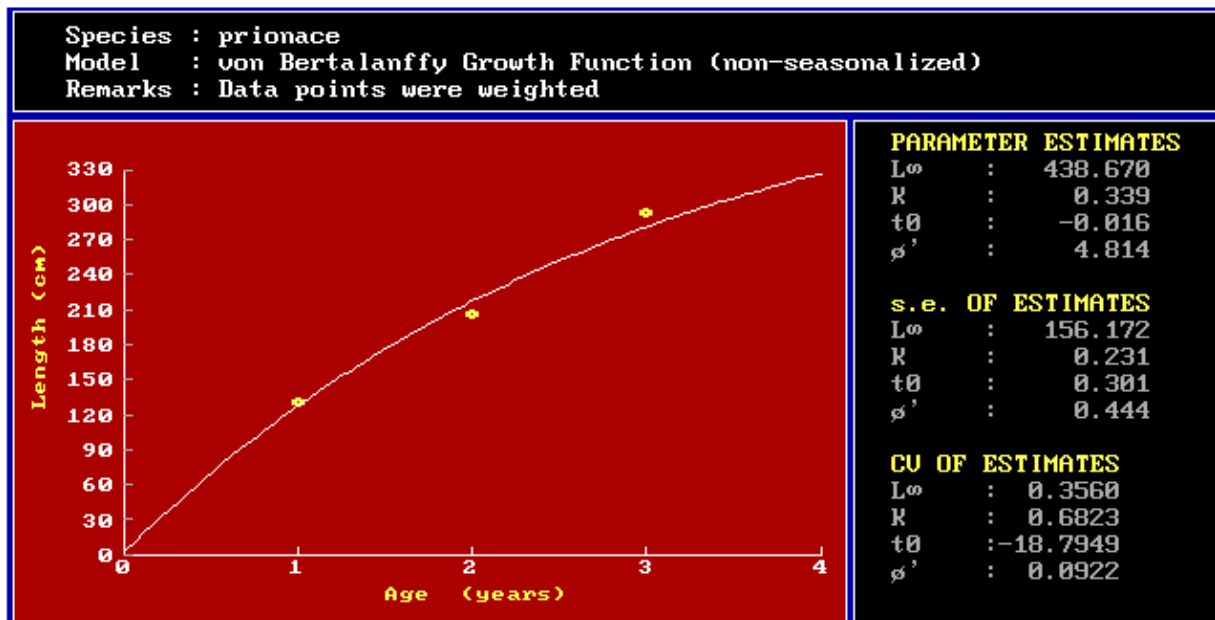 Species : prionace
Model : von Bertalanffy Growth Function (non-seasonalized)
Remarks : Data points were weighted
Length (cm)
330
300
270
240
210
180
150
120
90
60
30
0
0 1 2 3 4
Age (years)
PARAMETER ESTIMATES
L∞ : 438.670
K : 0.339
t0 : -0.016
ø' : 4.814
s.e. OF ESTIMATES
L∞ : 156.172
K : 0.231
t0 : 0.301
ø' : 0.444
CV OF ESTIMATES
L∞ : 0.3560
K : 0.6823
t0 :-18.7949
ø' : 0.0922